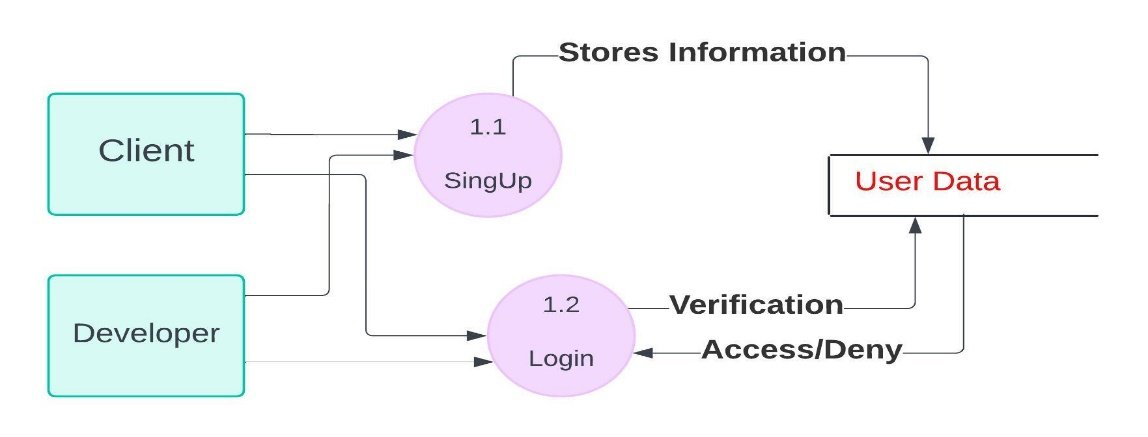 Stores Information
Client
1.1
SingUp
User Data
Developer
1.2
Login
Verification
Access/Deny